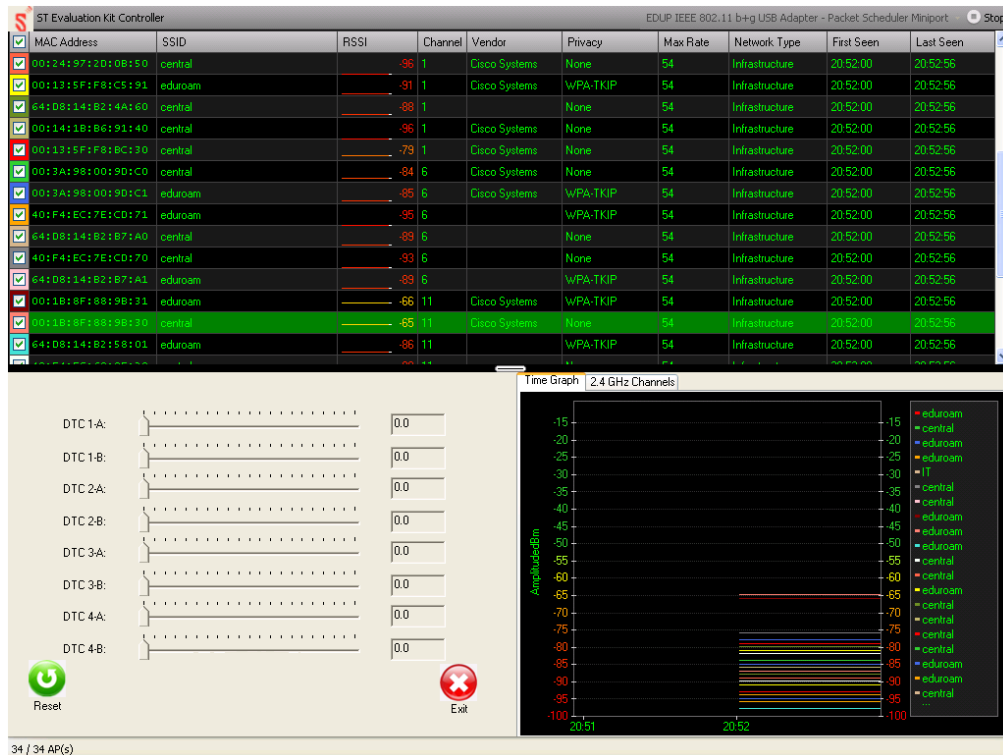 ST Evaluation Kit Controller EDUP IEEE 802.11 b+g USB Adapter - Packet Scheduler Miniport Stop
MAC Address SSID RSSI Channel Vendor Privacy Max Rate Network Type First Seen Last Seen
00:24:97:2D:0B:50 central -96 1 Cisco Systems None 54 Infrastructure 20:52:00 20:52:56
00:13:5F:F8:C5:91 eduroam -91 1 Cisco Systems WPA-TKIP 54 Infrastructure 20:52:00 20:52:56
64:D8:14:B2:4A:60 central -88 1 None 54 Infrastructure 20:52:00 20:52:56
00:14:1B:B6:91:40 central -96 1 Cisco Systems None 54 Infrastructure 20:52:00 20:52:56
00:13:5F:F8:BC:30 central -79 1 Cisco Systems None 54 Infrastructure 20:52:00 20:52:56
00:3A:98:00:9D:C0 central -84 6 Cisco Systems None 54 Infrastructure 20:52:00 20:52:56
00:3A:98:00:9D:C1 eduroam -85 6 Cisco Systems WPA-TKIP 54 Infrastructure 20:52:00 20:52:56
40:F4:EC:7E:CD:71 eduroam -95 6 WPA-TKIP 54 Infrastructure 20:52:00 20:52:56
64:D8:14:B2:B7:A0 central -89 6 None 54 Infrastructure 20:52:00 20:52:56
40:F4:EC:7E:CD:70 central -93 6 None 54 Infrastructure 20:52:00 20:52:56
64:D8:14:B2:B7:A1 eduroam -89 6 WPA-TKIP 54 Infrastructure 20:52:00 20:52:56
00:1B:8F:88:9B:31 eduroam -66 11 Cisco Systems WPA-TKIP 54 Infrastructure 20:52:00 20:52:56
00:1B:8F:88:9B:30 central -65 11 Cisco Systems None 54 Infrastructure 20:52:00 20:52:56
64:D8:14:B2:58:01 eduroam -86 11 WPA-TKIP 54 Infrastructure 20:52:00 20:52:56
DTC 1-A: 0.0
DTC 1-B: 0.0
DTC 2-A: 0.0
DTC 2-B: 0.0
DTC 3-A: 0.0
DTC 3-B: 0.0
DTC 4-A: 0.0
DTC 4-B: 0.0
Reset
Exit
Time Graph 2.4 GHz Channels
AmplitudedBm
-15 -15
-20 -20
-25 -25
-30 -30
-35 -35
-40 -40
-45 -45
-50 -50
-55 -55
-60 -60
-65 -65
-70 -70
-75 -75
-80 -80
-85 -85
-90 -90
-95 -95
-100 -100
20:51 20:52
eduroam
central
eduroam
eduroam
IT
central
central
eduroam
eduroam
eduroam
central
central
eduroam
central
central
central
central
eduroam
eduroam
central
...
34 / 34 AP(s)